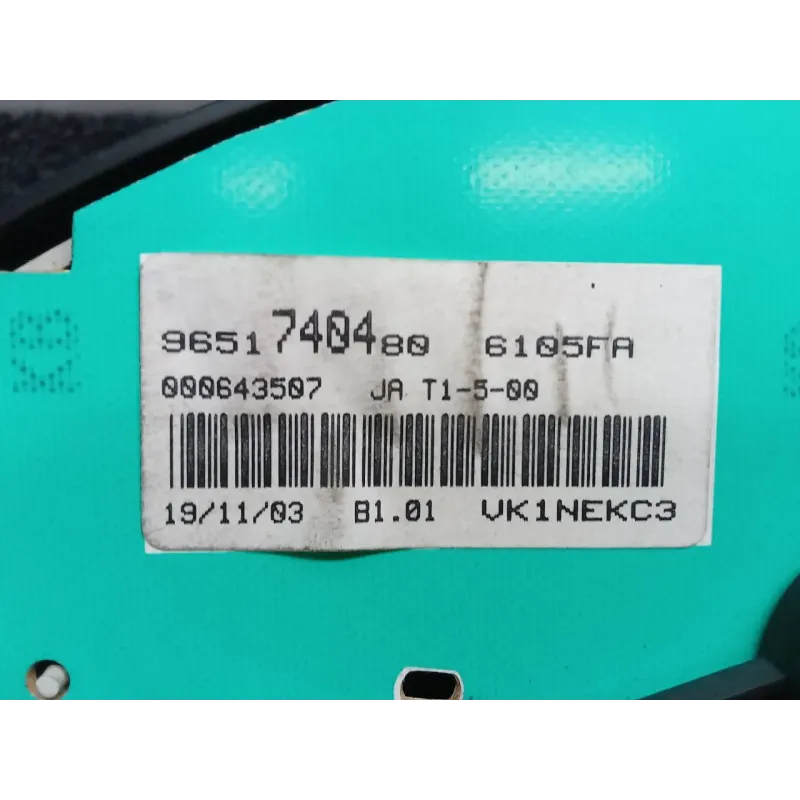 9651740480 6105FA
000643507 JA T1-5-00
19/11/03 B1.01 VK1NEKC3